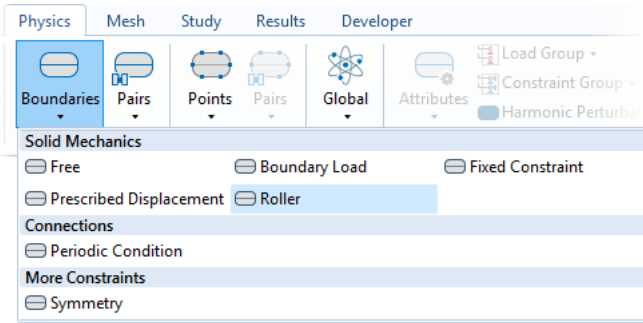 Physics Mesh Study Results Developer
Boundaries Pairs Points Pairs Global Attributes
Load Group
Constraint Group
Harmonic
Solid Mechanics
Free Boundary Load Fixed Constraint
Prescribed Displacement Roller
Connections
Periodic Condition
More Constraints
Symmetry